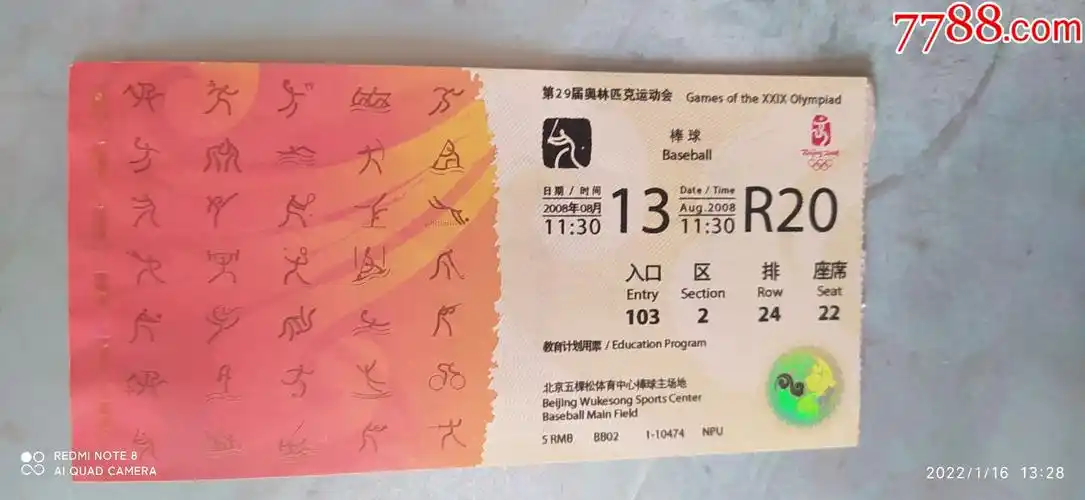 7788.com
第29届奥林匹克运动会 Games of the XXIX Olympiad
棒球
Baseball
Beijing 2008
日期 / 时间
2008年08月
11:30
13
Date / Time
Aug.2008
11:30
R20
入口 区 排 座席
Entry Section Row Seat
103 2 24 22
教育计划用票 / Education Program
北京五棵松体育中心棒球主场地
Beijing Wukesong Sports Center
Baseball Main Field
5 RMB BB02 1-10474 NPU
REDMI NOTE 8
AI QUAD CAMERA
2022/1/16 13:28